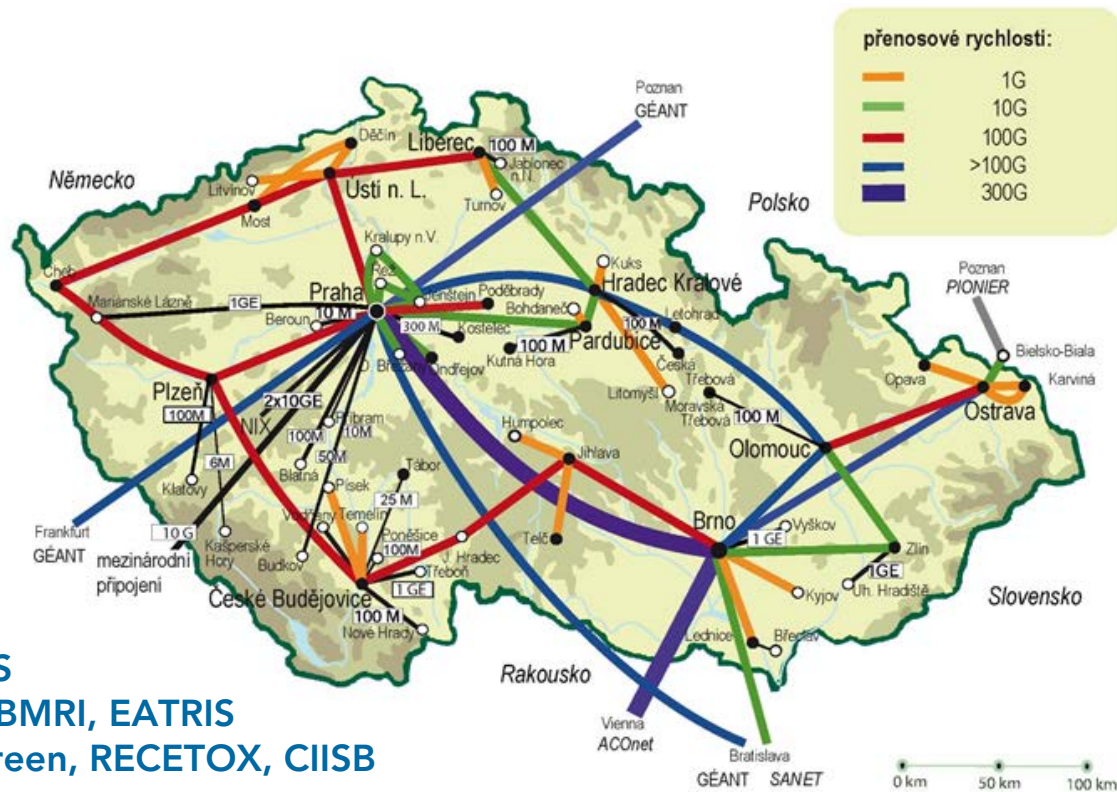 přenosové rychlosti:
1G
10G
100G
>100G
300G
Poznan
GÉANT
Německo
Polsko
Děčín
Liberec
100 M
Jablonec
n.N.
Litvínov
Ústí n. L.
Turnov
Most
Kralupy n.V.
Řež
Kuks
Cheb
Praha
Jenštejn
Poděbrady
Hradec Králové
Poznan
PIONIER
Mariánské Lázně
1GE
Beroun
10 M
300 M
Kostelec
Bohdaneč
Pardubice
100 M
Letohrad
Kutná Hora
100 M
Česká
Třebová
Bielsko-Biala
D. Břežany
Ondřejov
Litomyšl
Moravská
Třebová
100 M
Opava
Karviná
Ostrava
Plzeň
100M
2x10GE
NIX
Příbram
100M
10M
50M
Blatná
6M
Klatovy
Humpolec
Jihlava
Olomouc
Tábor
Písek
25 M
Frankfurt
GÉANT
10 G
mezinárodní
připojení
Kašperské
Hory
Vodňany
Temelín
Poněšice
100M
Budkov
J. Hradec
Třeboň
1 GE
Telč
Brno
Vyškov
1 GE
Zlín
1GE
Uh. Hradiště
Kyjov
Slovensko
České Budějovice
100 M
Nové Hrady
Lednice
Břeclav
Rakousko
Vienna
ACOnet
Bratislava
GÉANT SANET
0 km 50 km 100 km
S
BMRI, EATRIS
reen, RECETOX, CIISB